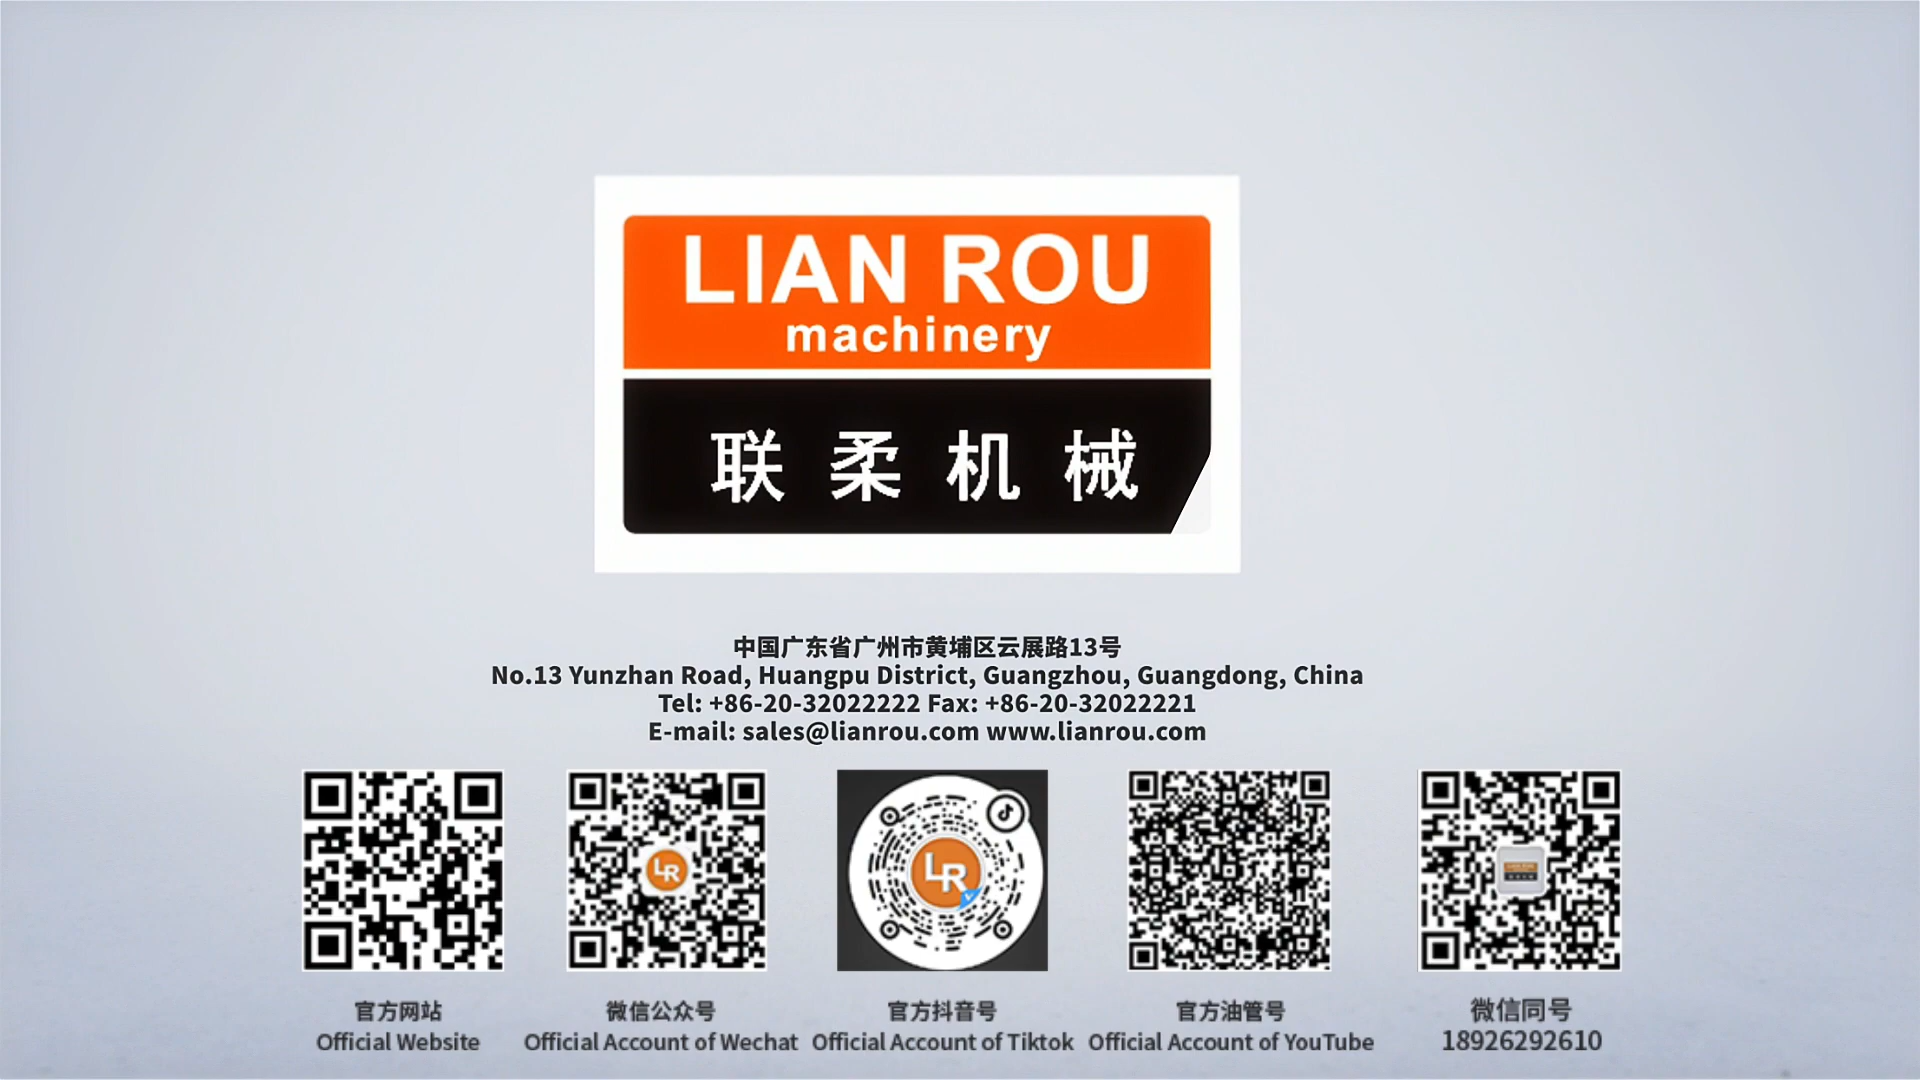 LIAN ROU
machinery
联柔机械
中国广东省广州市黄埔区云展路13号
No.13 Yunzhan Road, Huangpu District, Guangzhou, Guangdong, China
Tel: +86-20-32022222 Fax: +86-20-32022221
E-mail: sales@lianrou.com www.lianrou.com
LR
LR
官方网站
Official Website
微信公众号
Official Account of Wechat
官方抖音号
Official Account of Tiktok
官方油管号
Official Account of YouTube
微信同号
18926292610